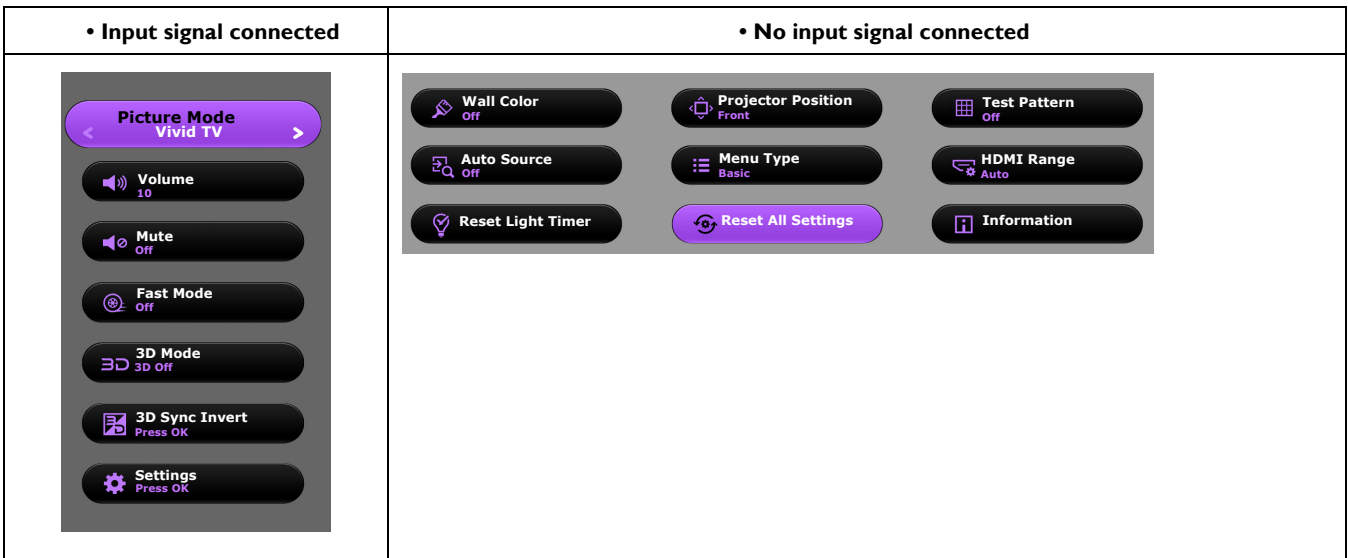 • Input signal connected
• No input signal connected
Picture Mode
< Vivid TV >
Volume
10
Mute
Off
Fast Mode
Off
3D 3D Mode
3D Off
3D Sync Invert
Press OK
Settings
Press OK
Wall Color
Off
Projector Position
Front
Test Pattern
Off
Auto Source
Off
Menu Type
Basic
HDMI Range
Auto
Reset Light Timer
Reset All Settings
Information